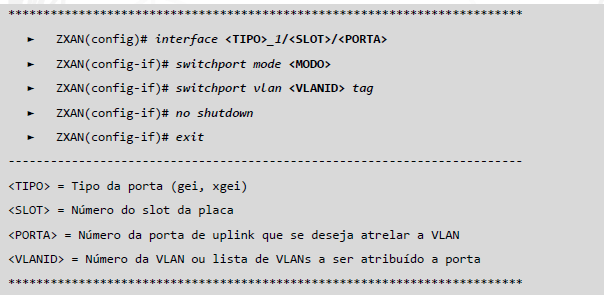 **************************************************************************
► ZXAN(config)# interface <TIPO>_1/<SLOT>/<PORTA>
► ZXAN(config-if)# switchport mode <MODO>
► ZXAN(config-if)# switchport vlan <VLANID> tag
► ZXAN(config-if)# no shutdown
► ZXAN(config-if)# exit
--------------------------------------------------------------------------
<TIPO> = Tipo da porta (gei, xgei)
<SLOT> = Número do slot da placa
<PORTA> = Número da porta de uplink que se deseja atrelar a VLAN
<VLANID> = Número da VLAN ou lista de VLANs a ser atribuído a porta
**************************************************************************